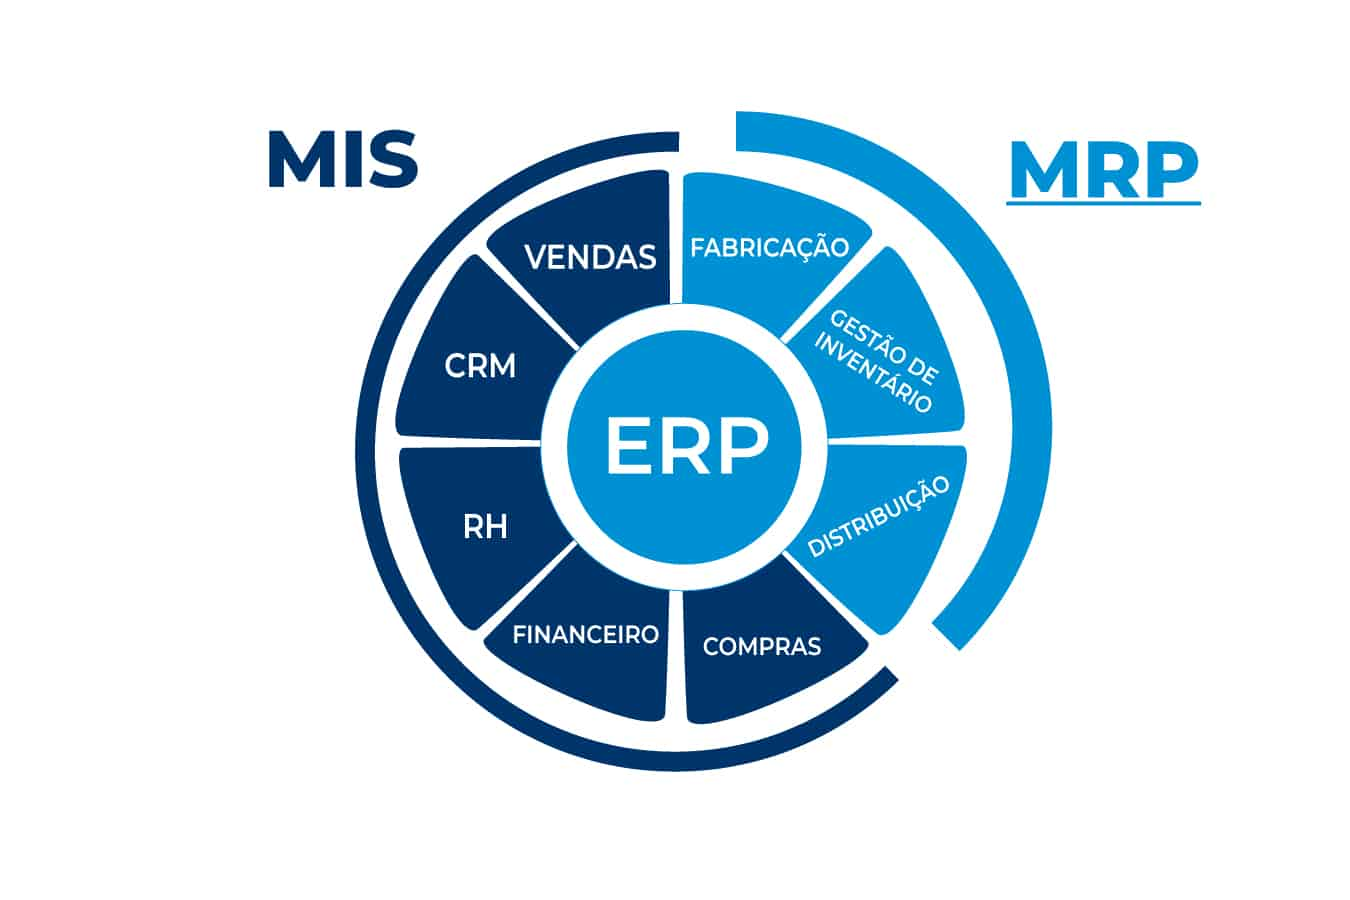 MIS
MRP
VENDAS
FABRICAÇÃO
GESTÃO DE
INVENTÁRIO
CRM
ERP
DISTRIBUIÇÃO
RH
FINANCEIRO
COMPRAS